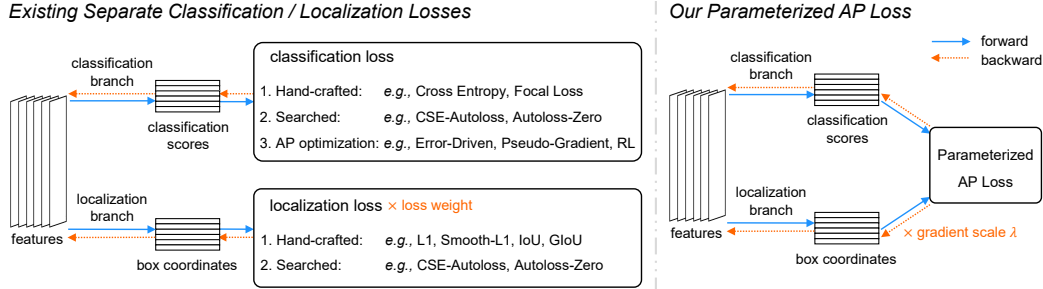 Existing Separate Classification / Localization Losses
classification
branch
classification
scores
classification loss
1. Hand-crafted: e.g., Cross Entropy, Focal Loss
2. Searched: e.g., CSE-Autoloss, Autoloss-Zero
3. AP optimization: e.g., Error-Driven, Pseudo-Gradient, RL
localization
branch
features
box coordinates
localization loss × loss weight
1. Hand-crafted: e.g., L1, Smooth-L1, IoU, GIoU
2. Searched: e.g., CSE-Autoloss, Autoloss-Zero
Our Parameterized AP Loss
forward
backward
classification
branch
classification
scores
Parameterized
AP Loss
localization
branch
× gradient scale λ
features
box coordinates